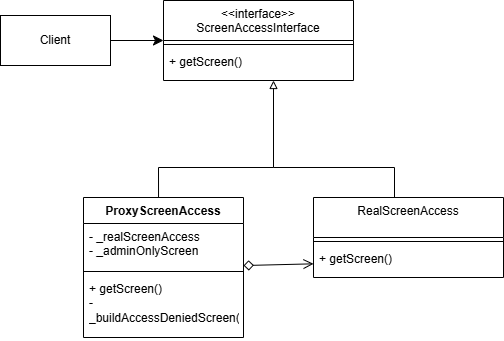 Client
<<interface>>
ScreenAccessInterface
+ getScreen()
ProxyScreenAccess
- _realScreenAccess
- _adminOnlyScreen
+ getScreen()
-
_buildAccessDeniedScreen(
RealScreenAccess
+ getScreen()